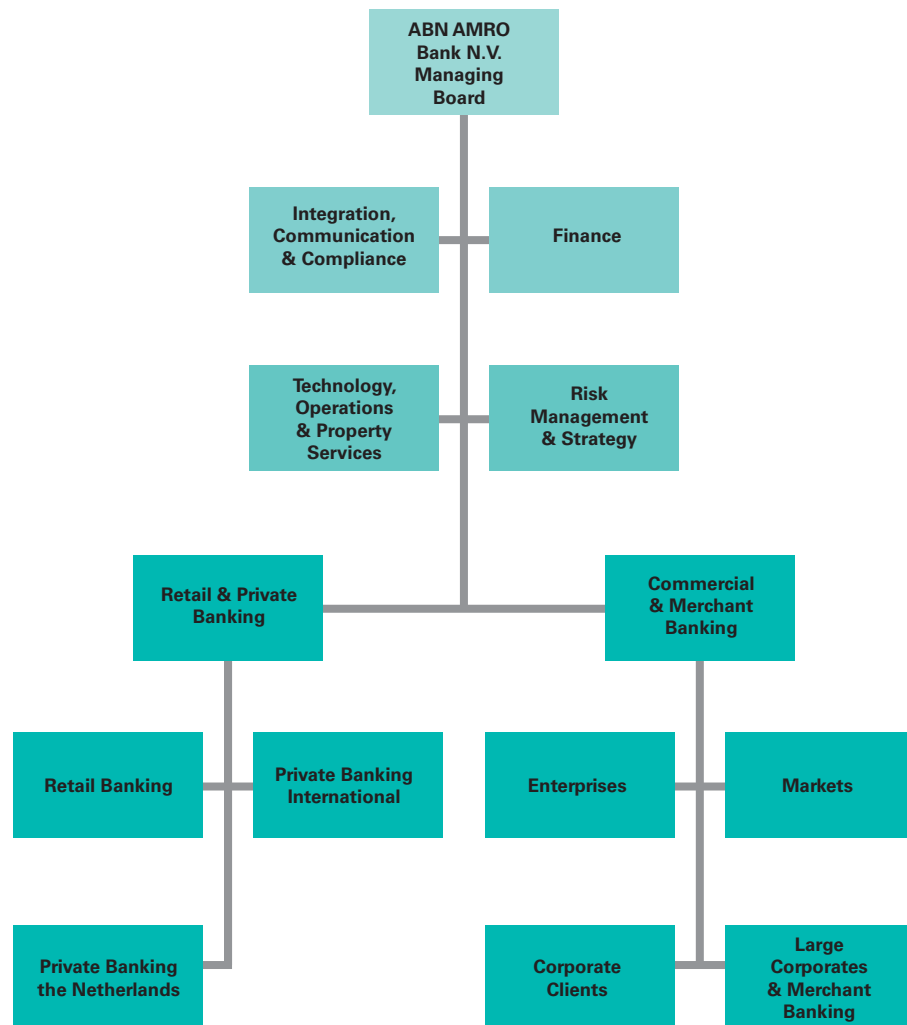 ABN AMRO
Bank N.V.
Managing
Board
Integration,
Communication
& Compliance
Finance
Technology,
Operations
& Property
Services
Risk
Management
& Strategy
Retail & Private
Banking
Commercial
& Merchant
Banking
Retail Banking
Private Banking
International
Enterprises
Markets
Private Banking
the Netherlands
Corporate
Clients
Large
Corporates
& Merchant
Banking